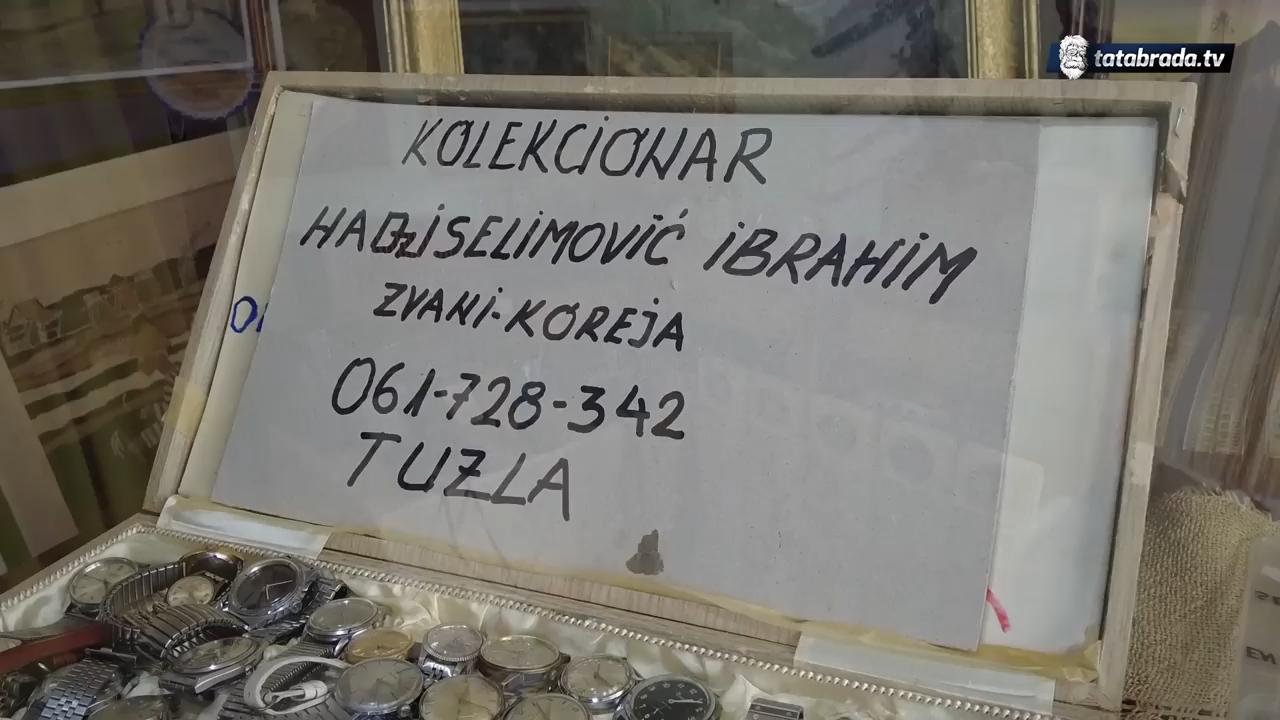 tatabrada.tv
KOLEKCiONAR
HADŽiSELiMOViĆ iBRAHiM
ZVANi-KOREJA
061-728-342
TUZLA